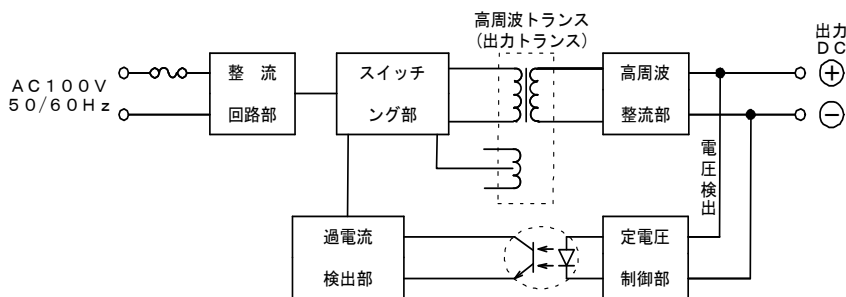 高周波トランス
(出力トランス)
出力
DC
整 流
回路部
スイッチ
ング部
高周波
整流部
AC100V
50/60Hz
＋
－
電圧検出
過電流
検出部
定電圧
制御部